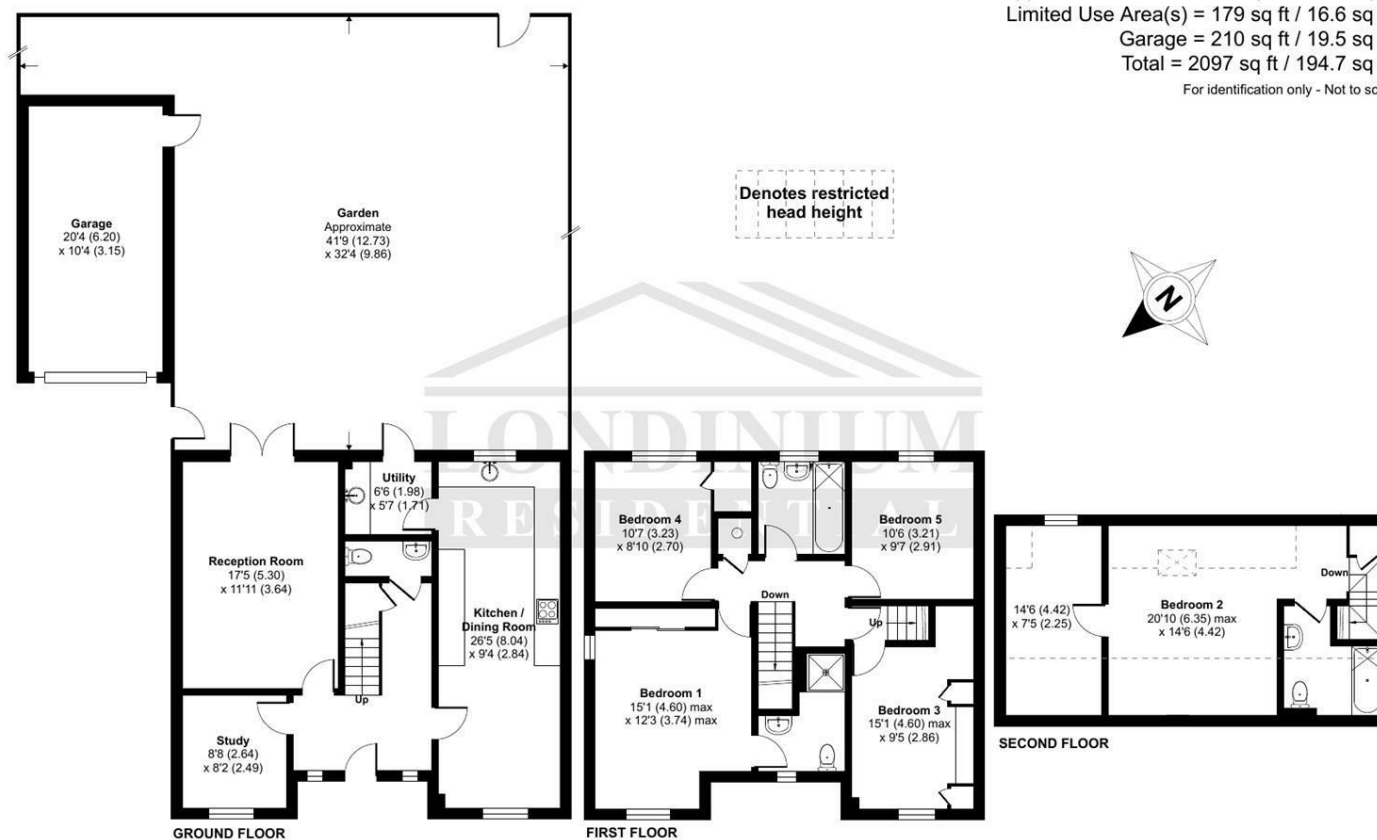 Limited Use Area(s) = 179 sq ft / 16.6 sq
Garage = 210 sq ft / 19.5 sq
Total = 2097 sq ft / 194.7 sq
For identification only - Not to
Denotes restricted
head height
N
Garage
20'4 (6.20)
x 10'4 (3.15)
Garden
Approximate
41'9 (12.73)
x 32'4 (9.86)
LONDINIUM
RESIDENTIAL
Utility
6'6 (1.98)
x 5'7 (1.71)
Reception Room
17'5 (5.30)
x 11'11 (3.64)
Kitchen /
Dining Room
26'5 (8.04)
x 9'4 (2.84)
Up
Study
8'8 (2.64)
x 8'2 (2.49)
GROUND FLOOR
Bedroom 4
10'7 (3.23)
x 8'10 (2.70)
Bedroom 5
10'6 (3.21)
x 9'7 (2.91)
Down
Up
Bedroom 1
15'1 (4.60) max
x 12'3 (3.74) max
Bedroom 3
15'1 (4.60) max
x 9'5 (2.86)
FIRST FLOOR
14'6 (4.42)
x 7'5 (2.25)
Bedroom 2
20'10 (6.35) max
x 14'6 (4.42)
Down
SECOND FLOOR